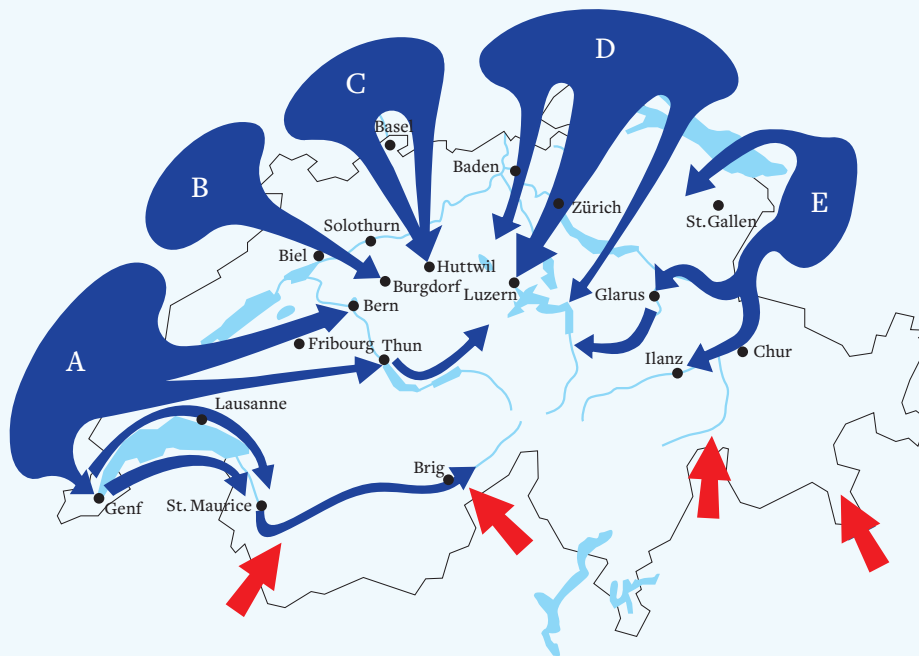 D
C
Basel
Baden
B
E
Zürich
St. Gallen
Solothurn
Biel
Huttwil
Burgdorf
Luzern
Glarus
Bern
Fribourg
Thun
A
Ilanz
Chur
Lausanne
Brig
St. Maurice
Genf